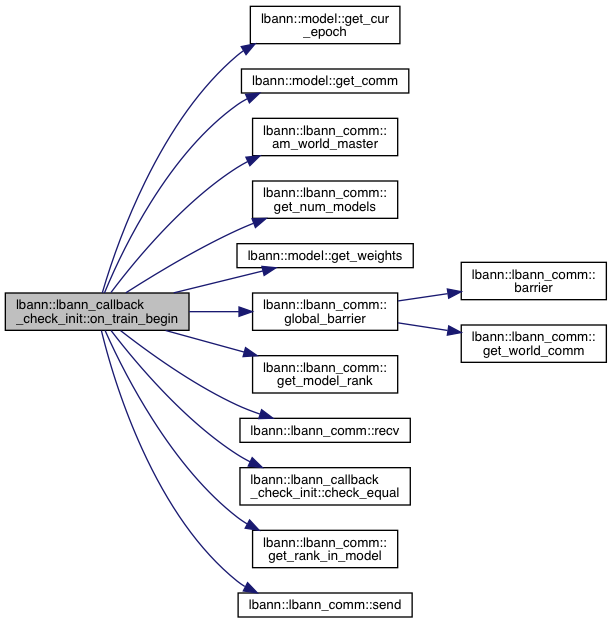 lbann::model::get_cur
_epoch
lbann::model::get_comm
lbann::lbann_comm::
am_world_master
lbann::lbann_comm::
get_num_models
lbann::model::get_weights
lbann::lbann_callback
_check_init::on_train_begin
lbann::lbann_comm::
global_barrier
lbann::lbann_comm::
barrier
lbann::lbann_comm::
get_world_comm
lbann::lbann_comm::
get_model_rank
lbann::lbann_comm::recv
lbann::lbann_callback
_check_init::check_equal
lbann::lbann_comm::
get_rank_in_model
lbann::lbann_comm::send